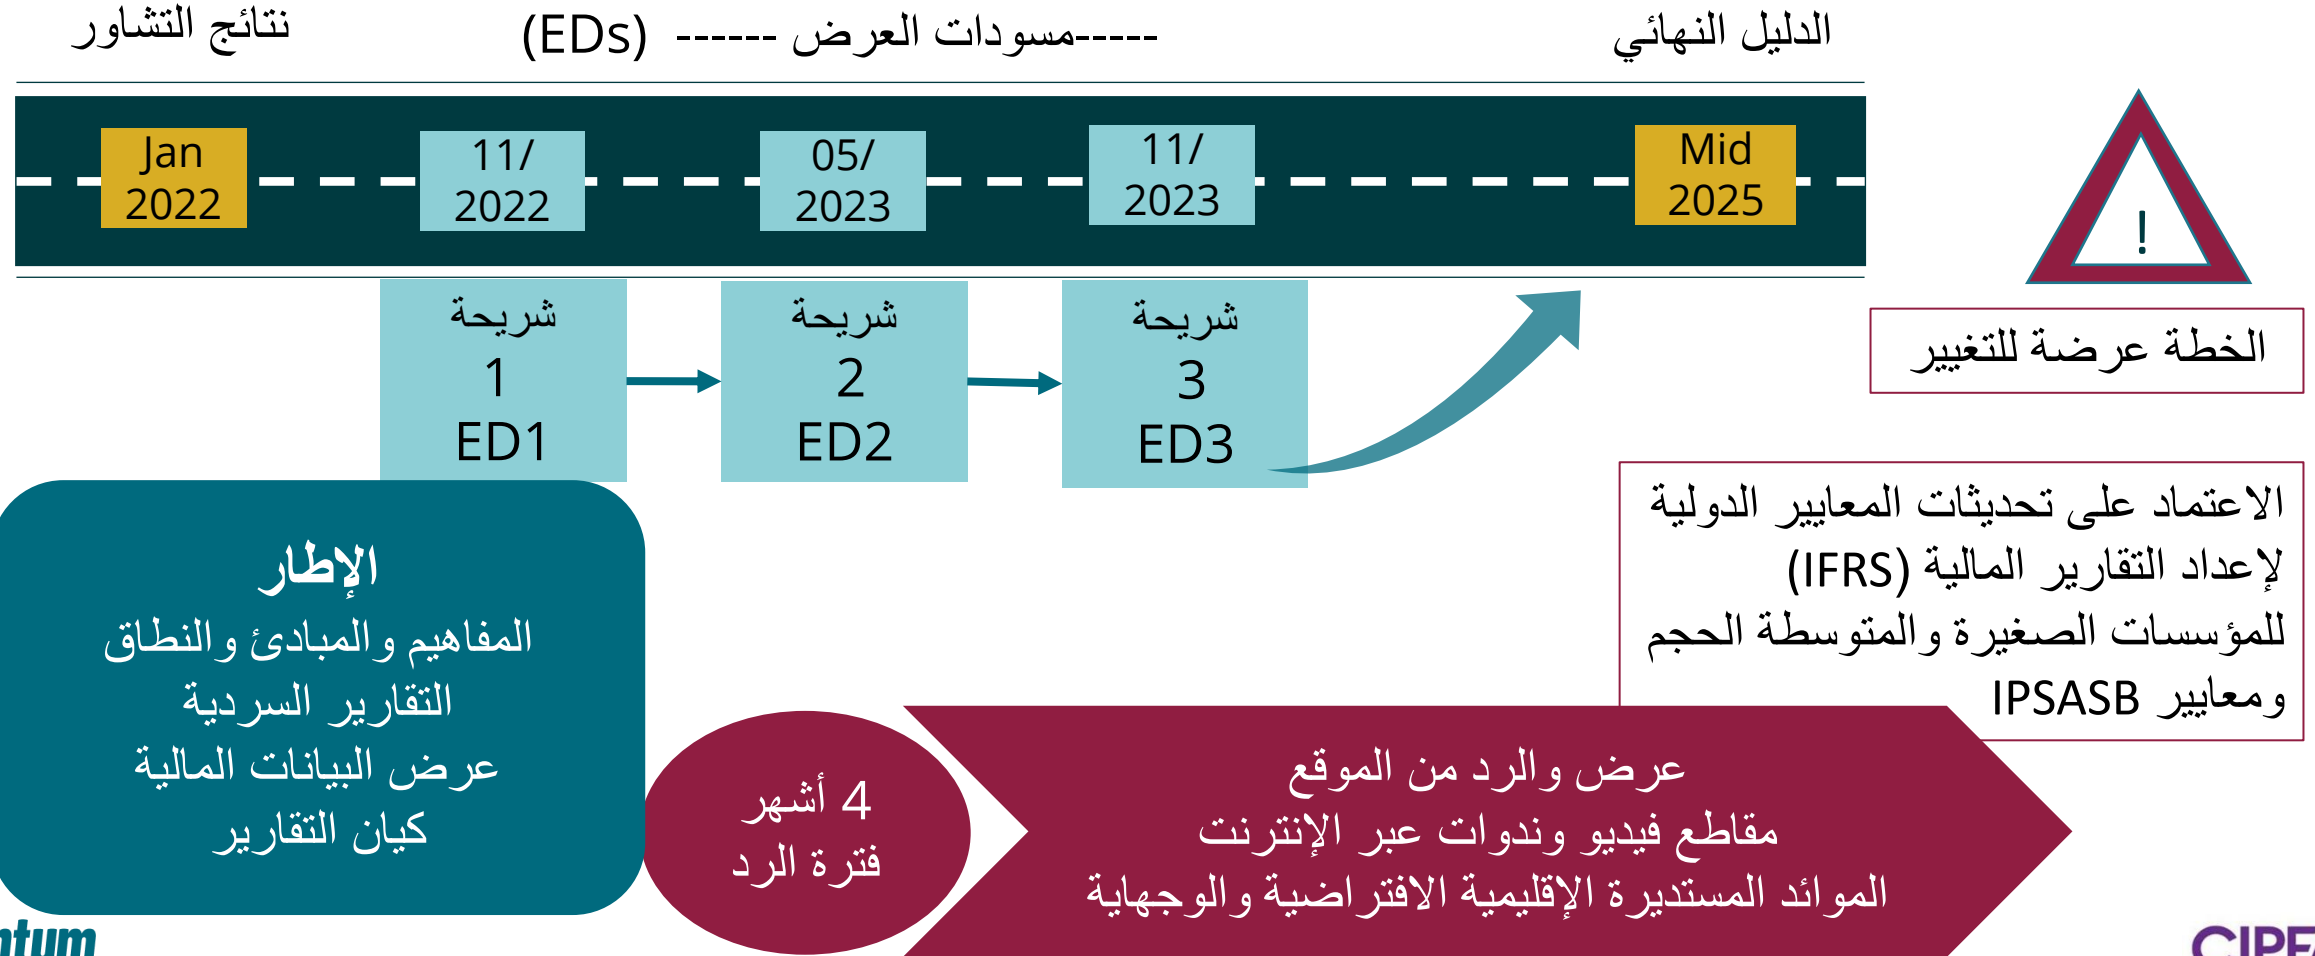 نتائج التشاور
-----مسودات العرض ------ (EDs)
الدليل النهائي
Jan
2022
11/
2022
05/
2023
11/
2023
Mid
2025
!
شريحة
1
ED1
شريحة
2
ED2
شريحة
3
ED3
الخطة عرضة للتغيير
الاعتماد على تحديثات المعايير الدولية
لإعداد التقارير المالية (IFRS)
للمؤسسات الصغيرة والمتوسطة الحجم
ومعايير IPSASB
الإطار
المفاهيم والمبادئ والنطاق
التقارير السردية
عرض البيانات المالية
كيان التقارير
4 أشهر
فترة الرد
عرض والرد من الموقع
مقاطع فيديو وندوات عبر الإنترنت
الموائد المستديرة الإقليمية الافتراضية والوجهاية